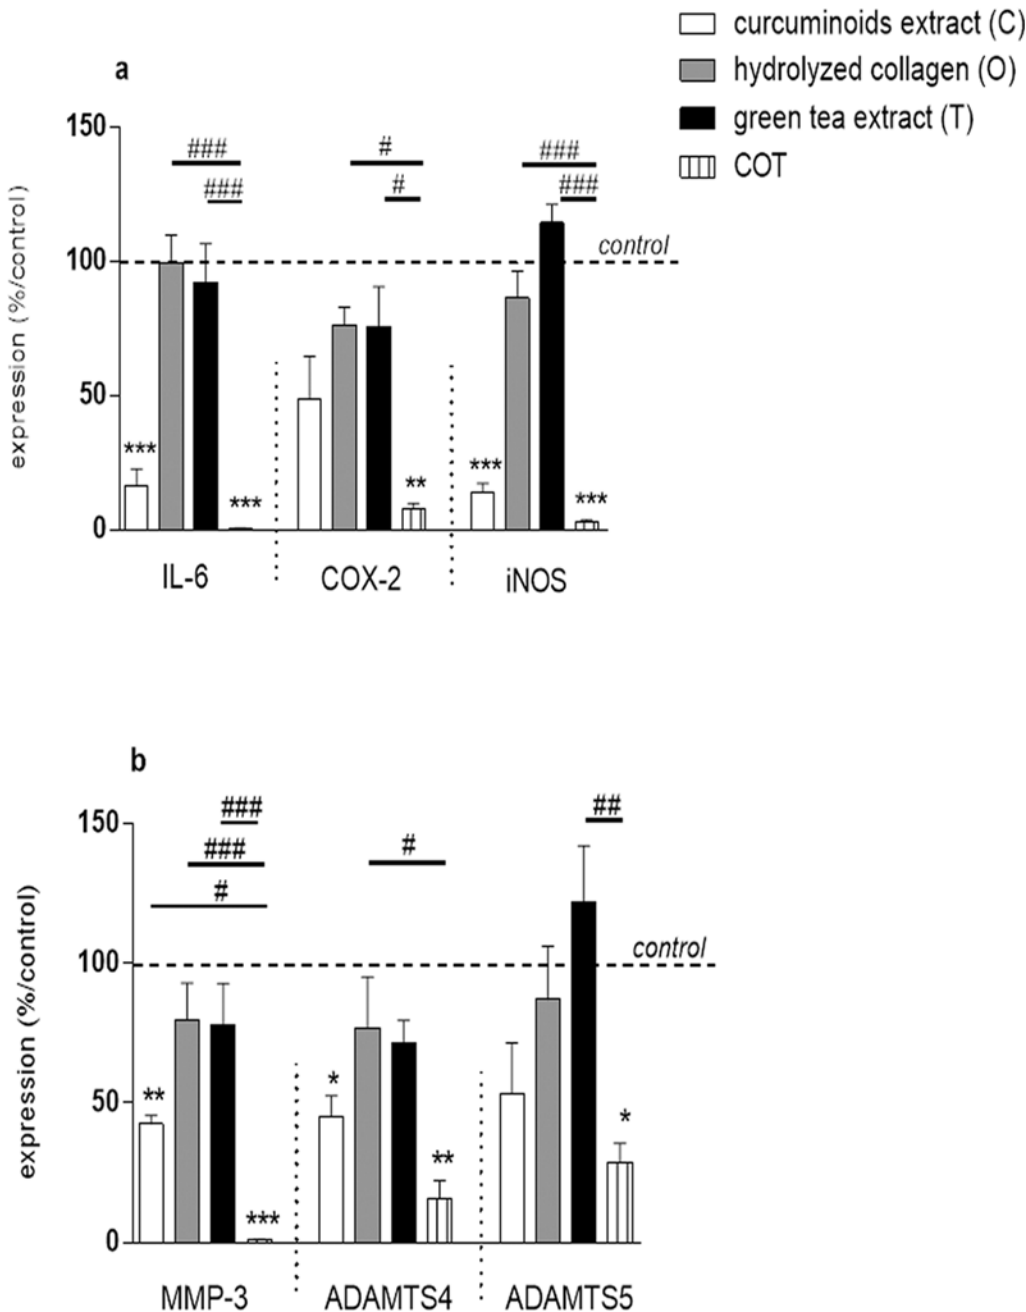 curcuminoids extract (C)
hydrolyzed collagen (O)
green tea extract (T)
COT
a
expression (%/control)
150
100
50
0
### # ###
### # ###
control
*** *** ** *** ***
IL-6 COX-2 iNOS
b
expression (%/control)
150
100
50
0
### ##
### #
#
control
** * *
*** **
MMP-3 ADAMTS4 ADAMTS5